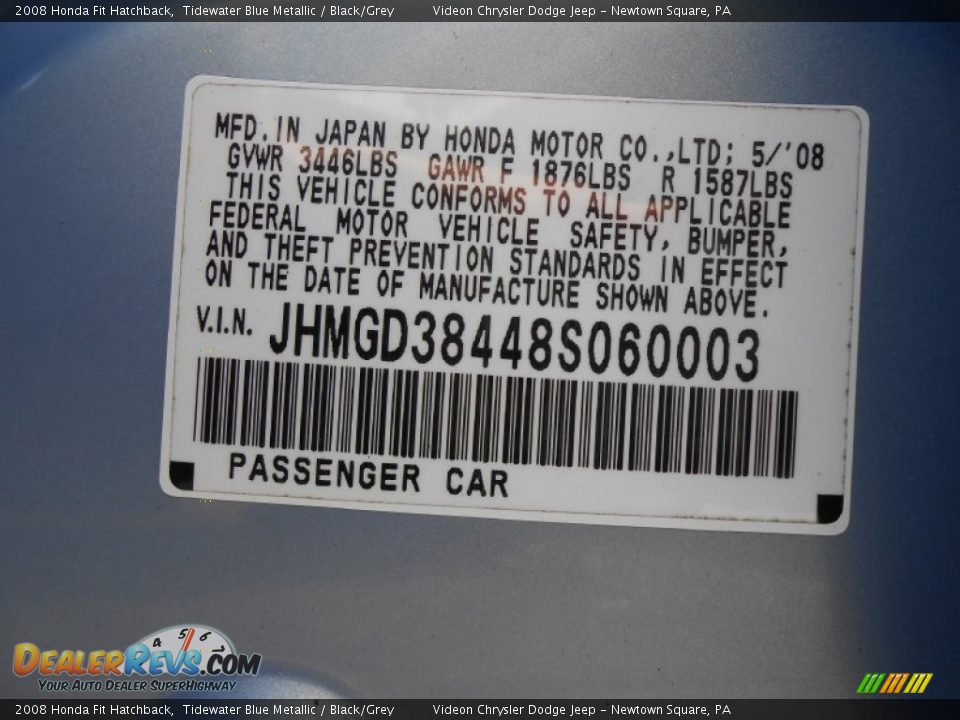 2008 Honda Fit Hatchback, Tidewater Blue Metallic / Black/Grey Videon Chrysler Dodge Jeep - Newtown Square, PA
MFD. IN JAPAN BY HONDA MOTOR CO.,LTD; 5/'08
GVWR 3446LBS GAWR F 1876LBS R 1587LBS
THIS VEHICLE CONFORMS TO ALL APPLICABLE
FEDERAL MOTOR VEHICLE SAFETY, BUMPER,
AND THEFT PREVENTION STANDARDS IN EFFECT
ON THE DATE OF MANUFACTURE SHOWN ABOVE.
V.I.N. JHMGD38448S060003
PASSENGER CAR
4 5 6
DEALERREVS.COM
YOUR AUTO DEALER SUPERHIGHWAY
2008 Honda Fit Hatchback, Tidewater Blue Metallic / Black/Grey Videon Chrysler Dodge Jeep - Newtown Square, PA